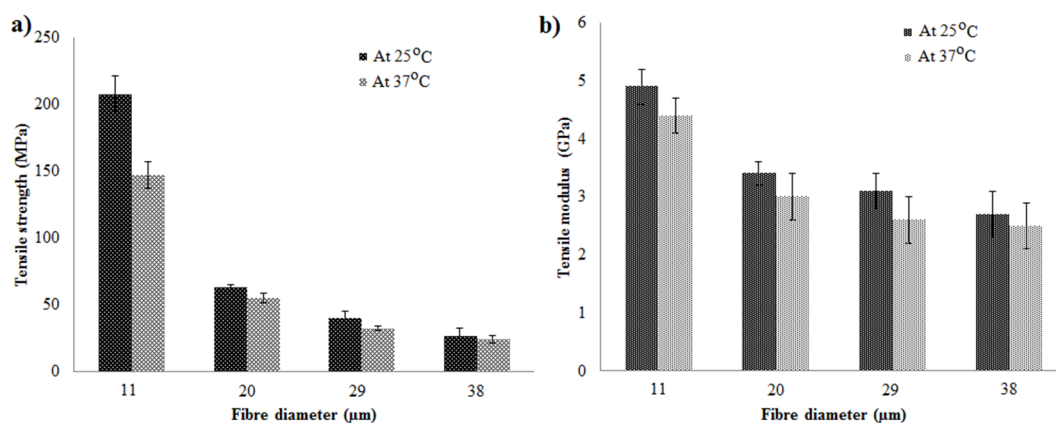 a)
250
200
150
100
50
0
Tensile strength (MPa)
At 25°C
At 37°C
11 20 29 38
Fibre diameter (µm)
b)
6
5
4
3
2
1
0
Tensile modulus (GPa)
At 25°C
At 37°C
11 20 29 38
Fibre diameter (µm)